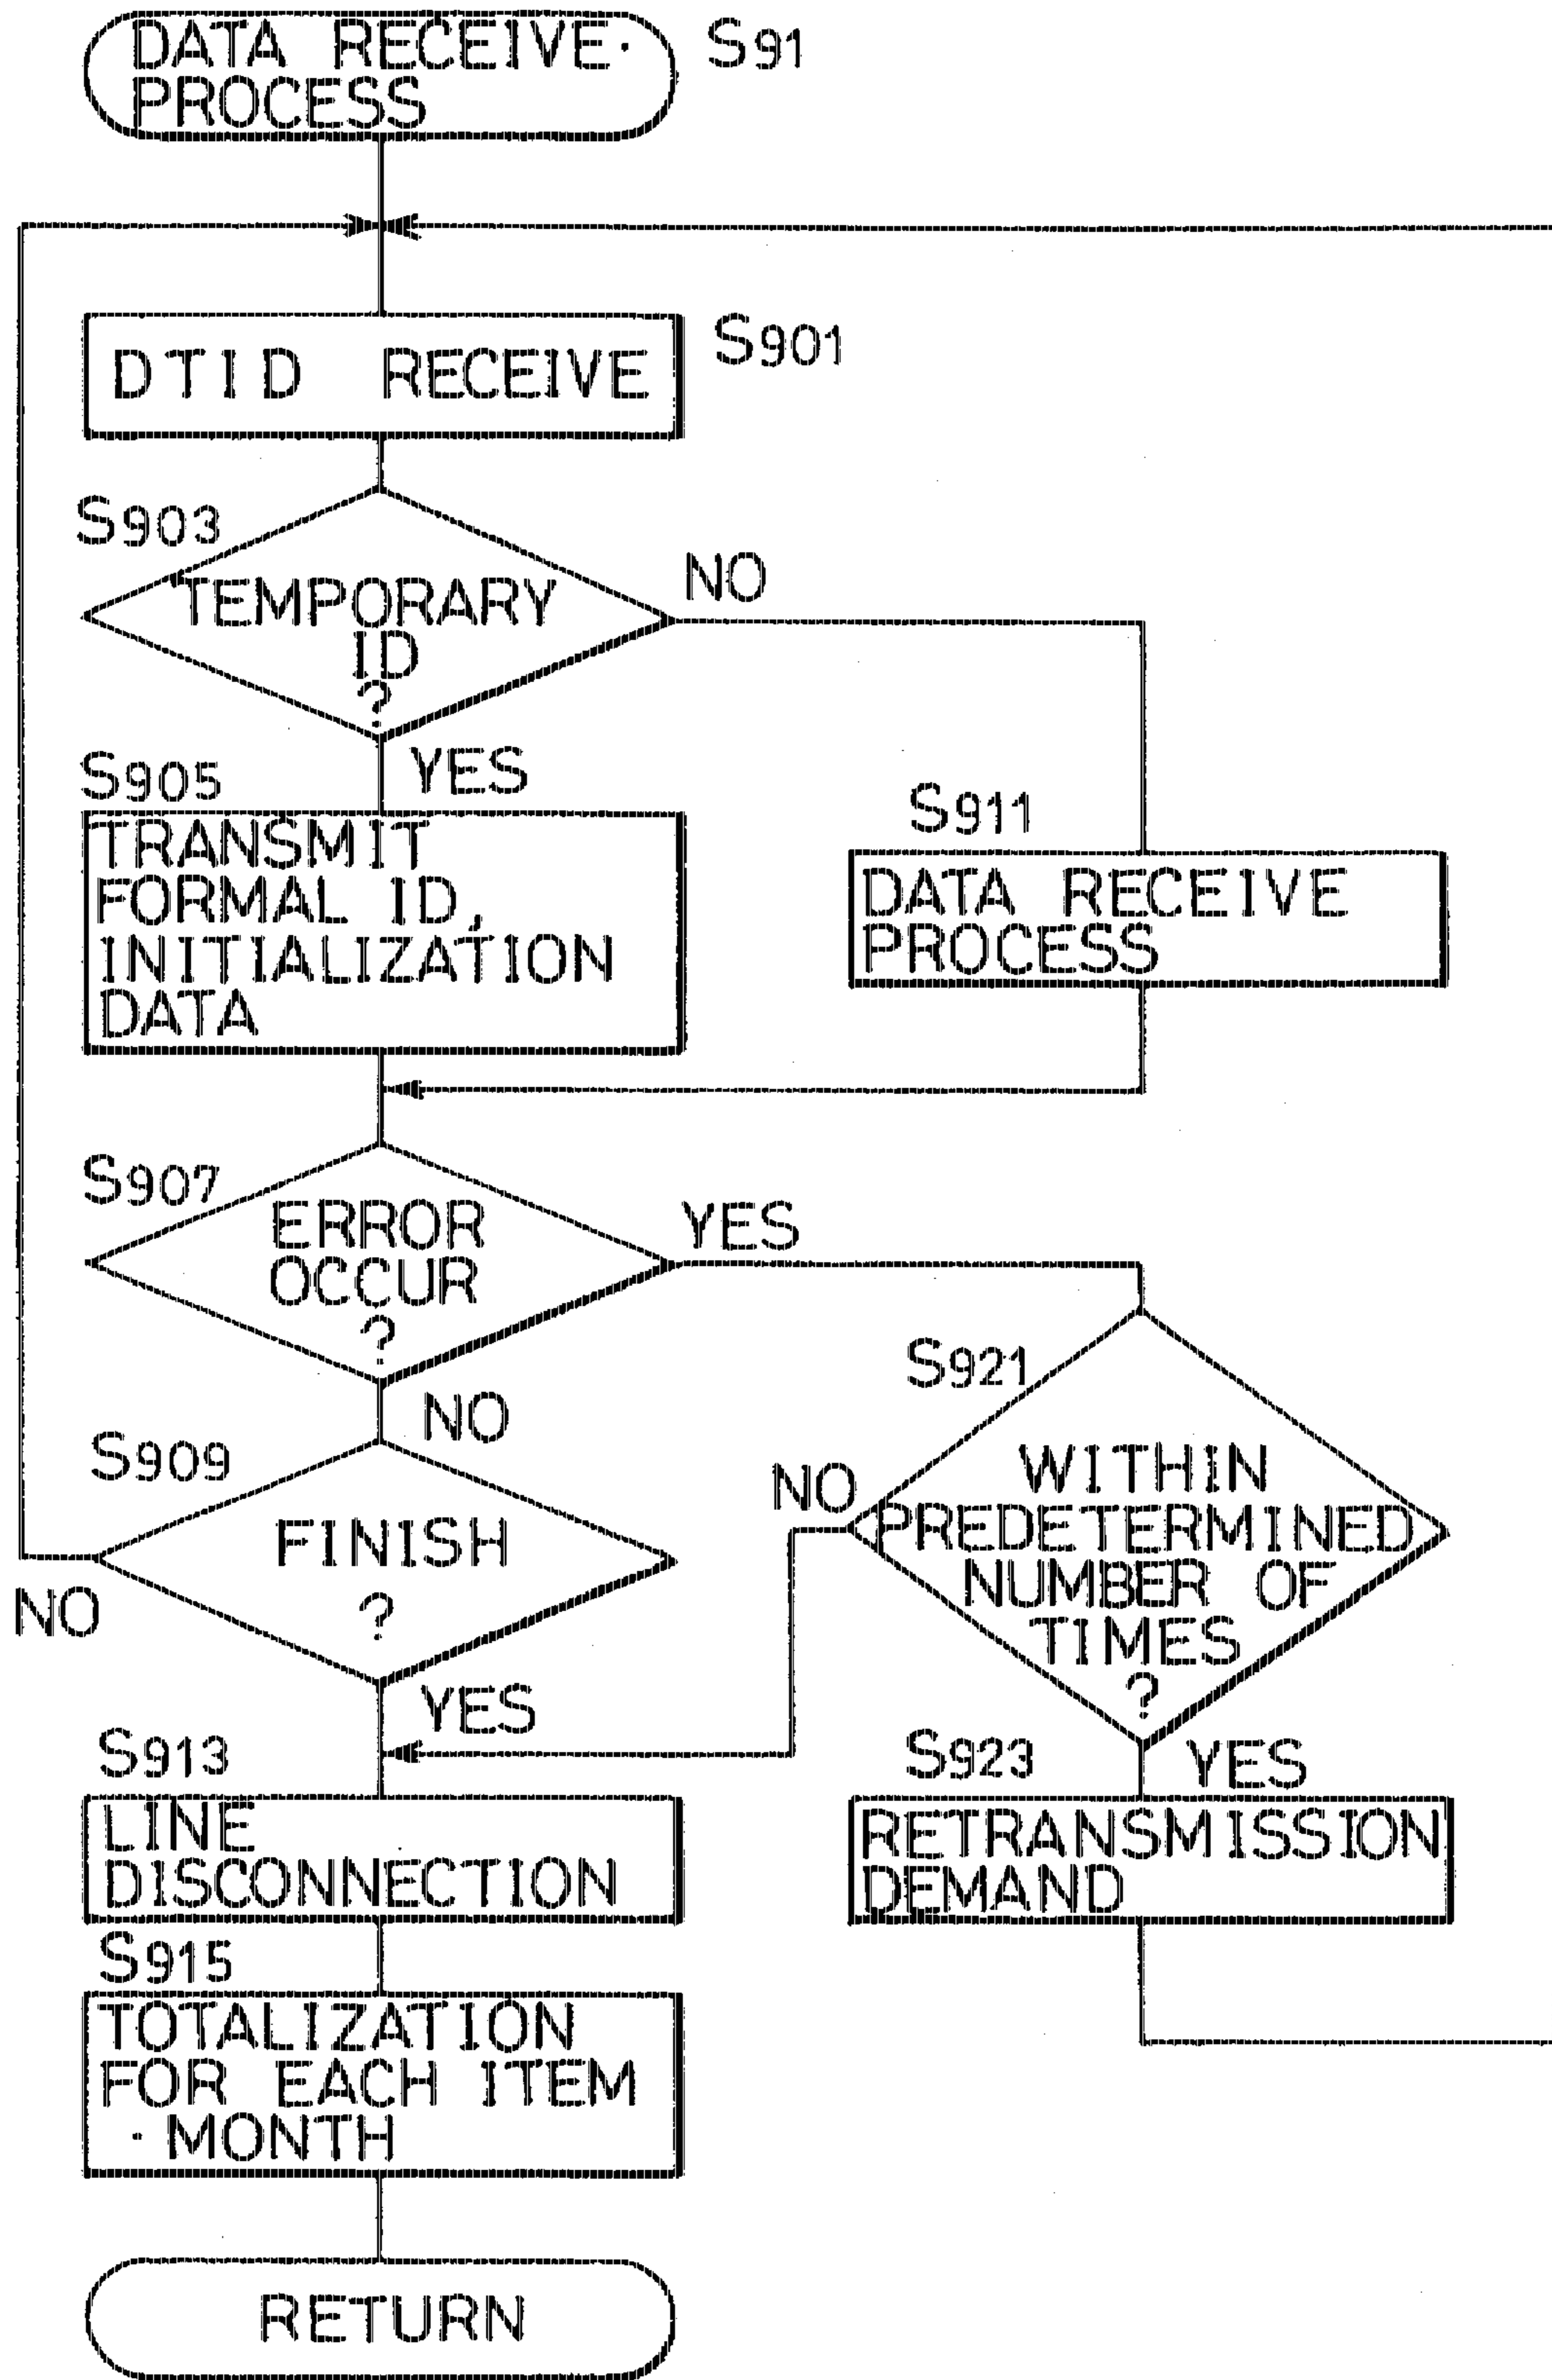 DATA RECEIVE·
PROCESS
S91
DTID RECEIVE
S901
S903
TEMPORARY
ID
?
NO
YES
S905
TRANSMIT
FORMAL ID,
INITIALIZATION
DATA
S911
DATA RECEIVE
PROCESS
S907
ERROR
OCCUR
?
YES
NO
S909
FINISH
?
NO
YES
S921
WITHIN
PREDETERMINED
NUMBER OF
TIMES
?
NO
YES
S913
LINE
DISCONNECTION
S923
RETRANSMISSION
DEMAND
S915
TOTALIZATION
FOR EACH ITEM
· MONTH
RETURN